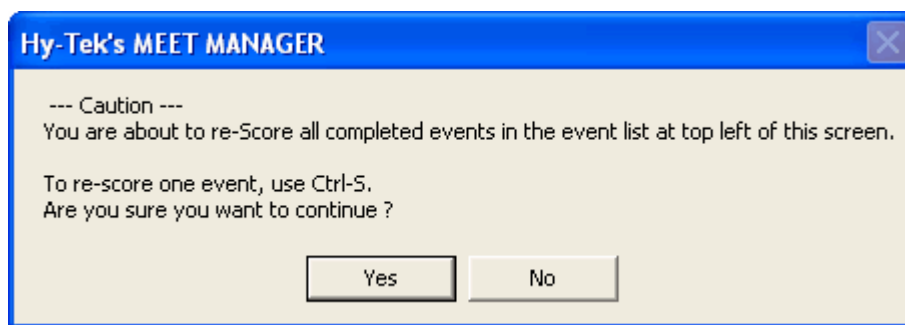 Hy-Tek's MEET MANAGER
--- Caution ---
You are about to re-Score all completed events in the event list at top left of this screen.
To re-score one event, use Ctrl-S.
Are you sure you want to continue ?
Yes No